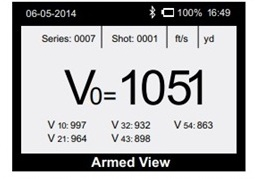 06-05-2014 100% 16:49
Series: 0007 Shot: 0001 ft/s yd
V0=1051
V 10: 997 V 32: 932 V 54: 863
V 21: 964 V 43: 898
Armed View